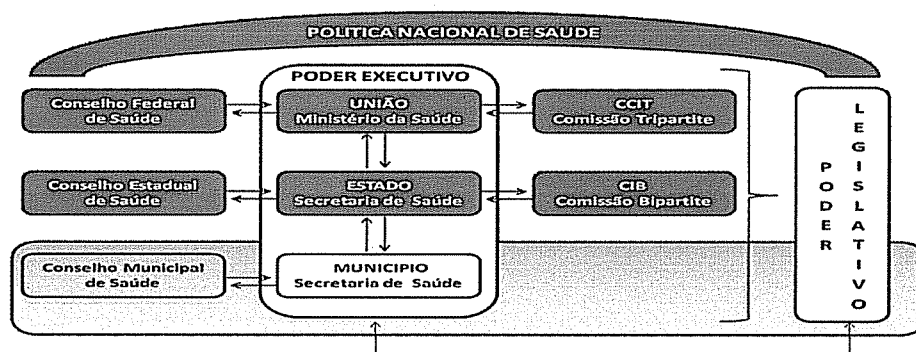 POLITICA NACIONAL DE SAUDE
PODER EXECUTIVO
Conselho Federal
de Saúde
UNIÃO
Ministério da Saúde
CCIT
Comissão Tripartite
Conselho Estadual
de Saúde
ESTADO
Secretaria de Saúde
CIB
Comissão Bipartite
Conselho Municipal
de Saúde
MUNICIPIO
Secretaria de Saúde
PODER
LEGISLATIVO